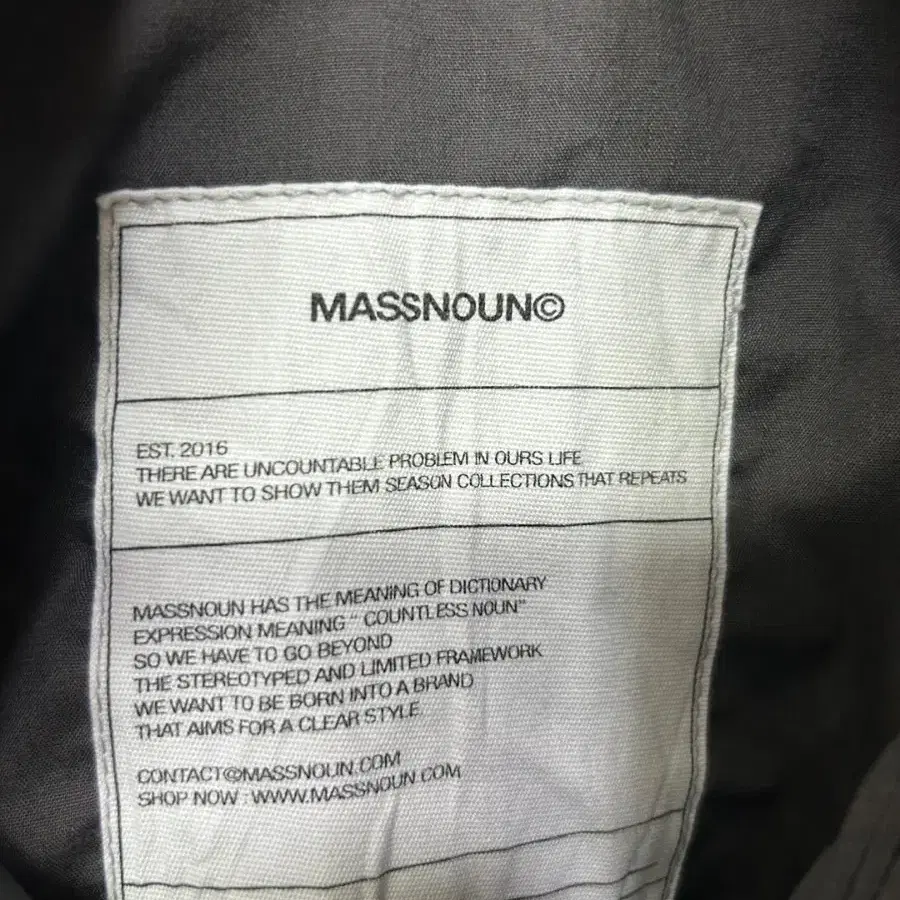 MASSNOUN©
EST. 2016
THERE ARE UNCOUNTABLE PROBLEM IN OURS LIFE
WE WANT TO SHOW THEM SEASON COLLECTIONS THAT REPEATS
MASSNOUN HAS THE MEANING OF DICTIONARY
EXPRESSION MEANING " COUNTLESS NOUN"
SO WE HAVE TO GO BEYOND
THE STEREOTYPED AND LIMITED FRAMEWORK
WE WANT TO BE BORN INTO A BRAND
THAT AIMS FOR A CLEAR STYLE.
CONTACT@MASSNOUN.COM
SHOP NOW : WWW.MASSNOUN.COM